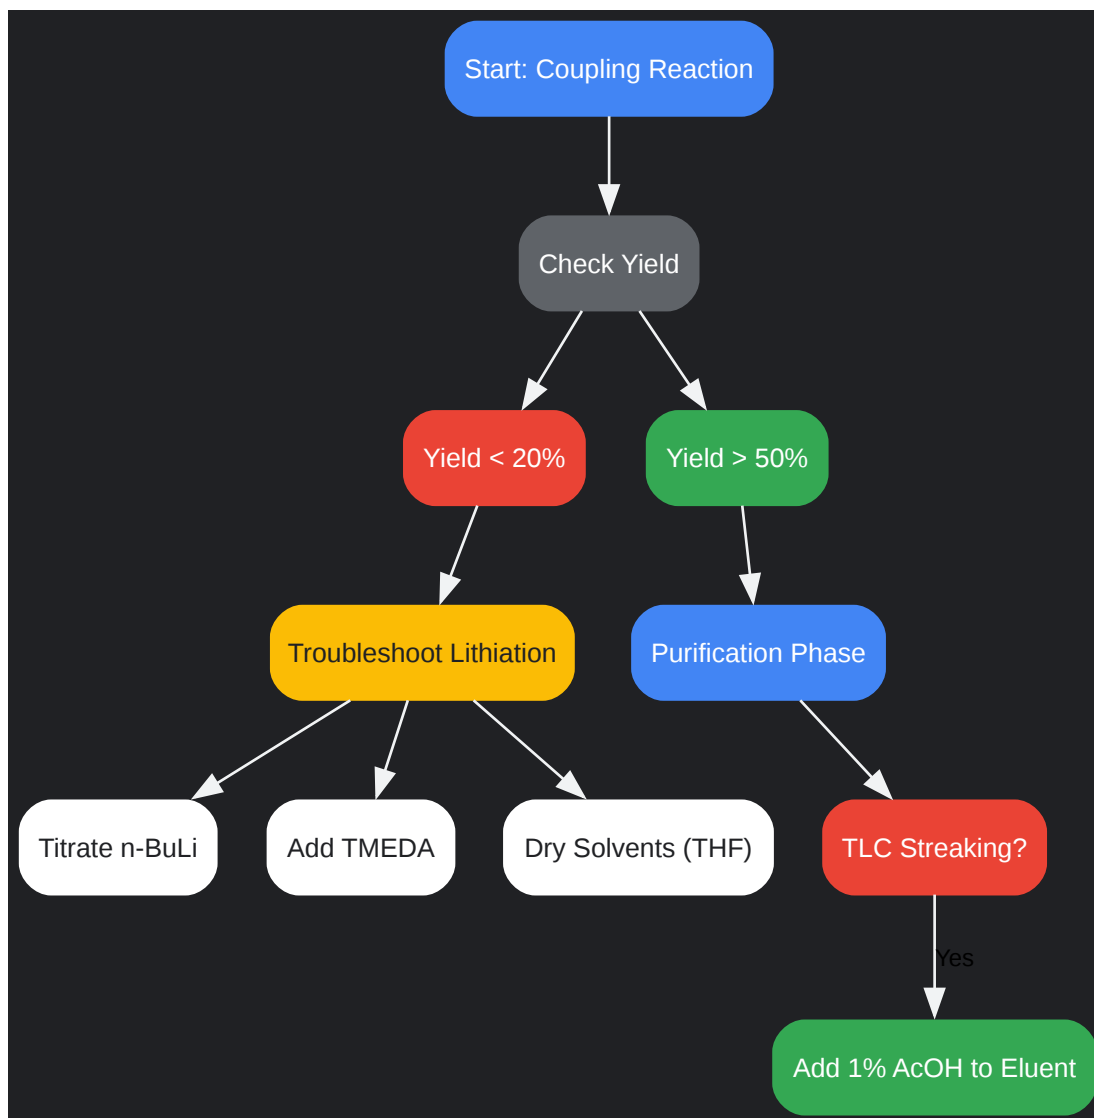 Start: Coupling Reaction
Check Yield
Yield < 20%
Yield > 50%
Troubleshoot Lithiation
Purification Phase
Titrate n-BuLi
Add TMEDA
Dry Solvents (THF)
TLC Streaking?
Yes
Add 1% AcOH to Eluent